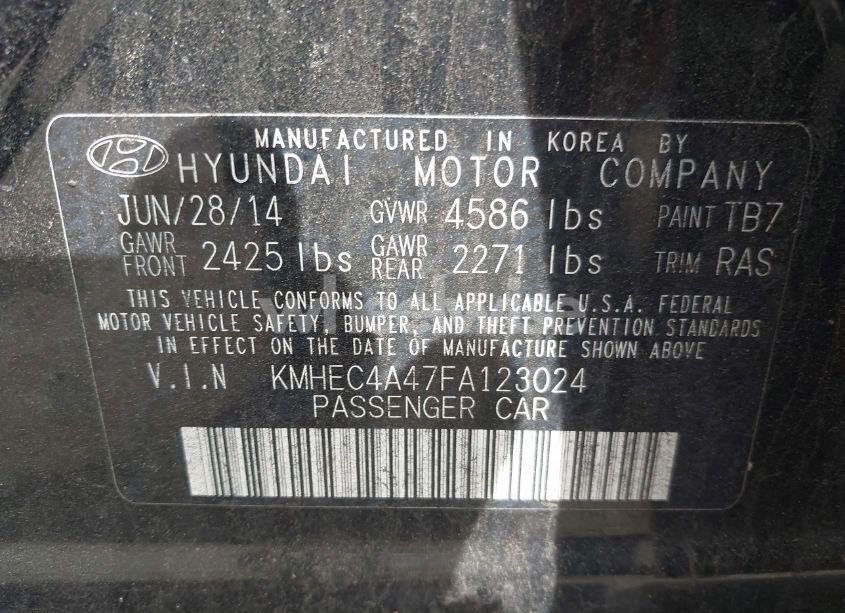 MANUFACTURED IN KOREA BY
HYUNDAI MOTOR COMPANY
JUN/28/14 GVWR 4586 lbs PAINT TB7
GAWR FRONT 2425 lbs GAWR REAR 2271 lbs TRIM RAS
THIS VEHICLE CONFORMS TO ALL APPLICABLE U.S.A. FEDERAL
MOTOR VEHICLE SAFETY, BUMPER, AND THEFT PREVENTION STANDARDS
IN EFFECT ON THE DATE OF MANUFACTURE SHOWN ABOVE
V.I.N KMHEC4A47FA123024
PASSENGER CAR